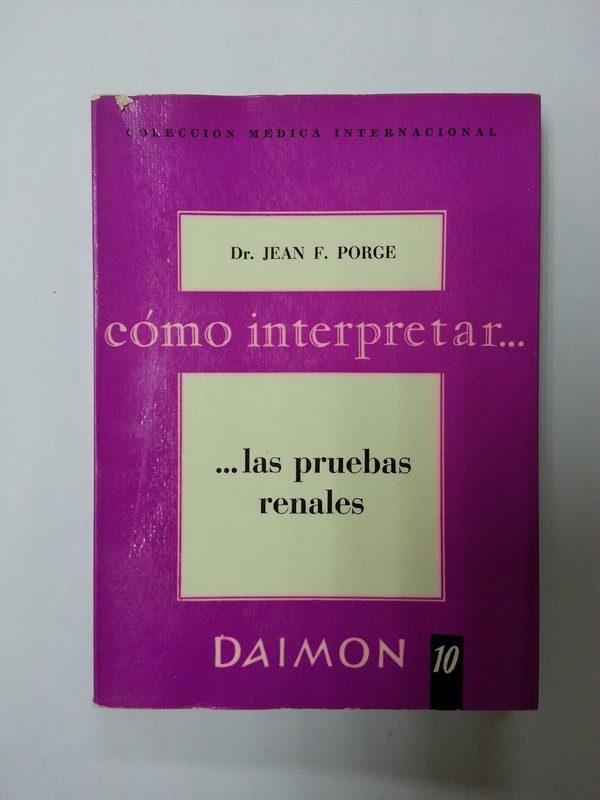 COLECCION MEDICA INTERNACIONAL
Dr. JEAN F. PORGE
cómo interpretar...
...las pruebas
renales
DAIMON
10